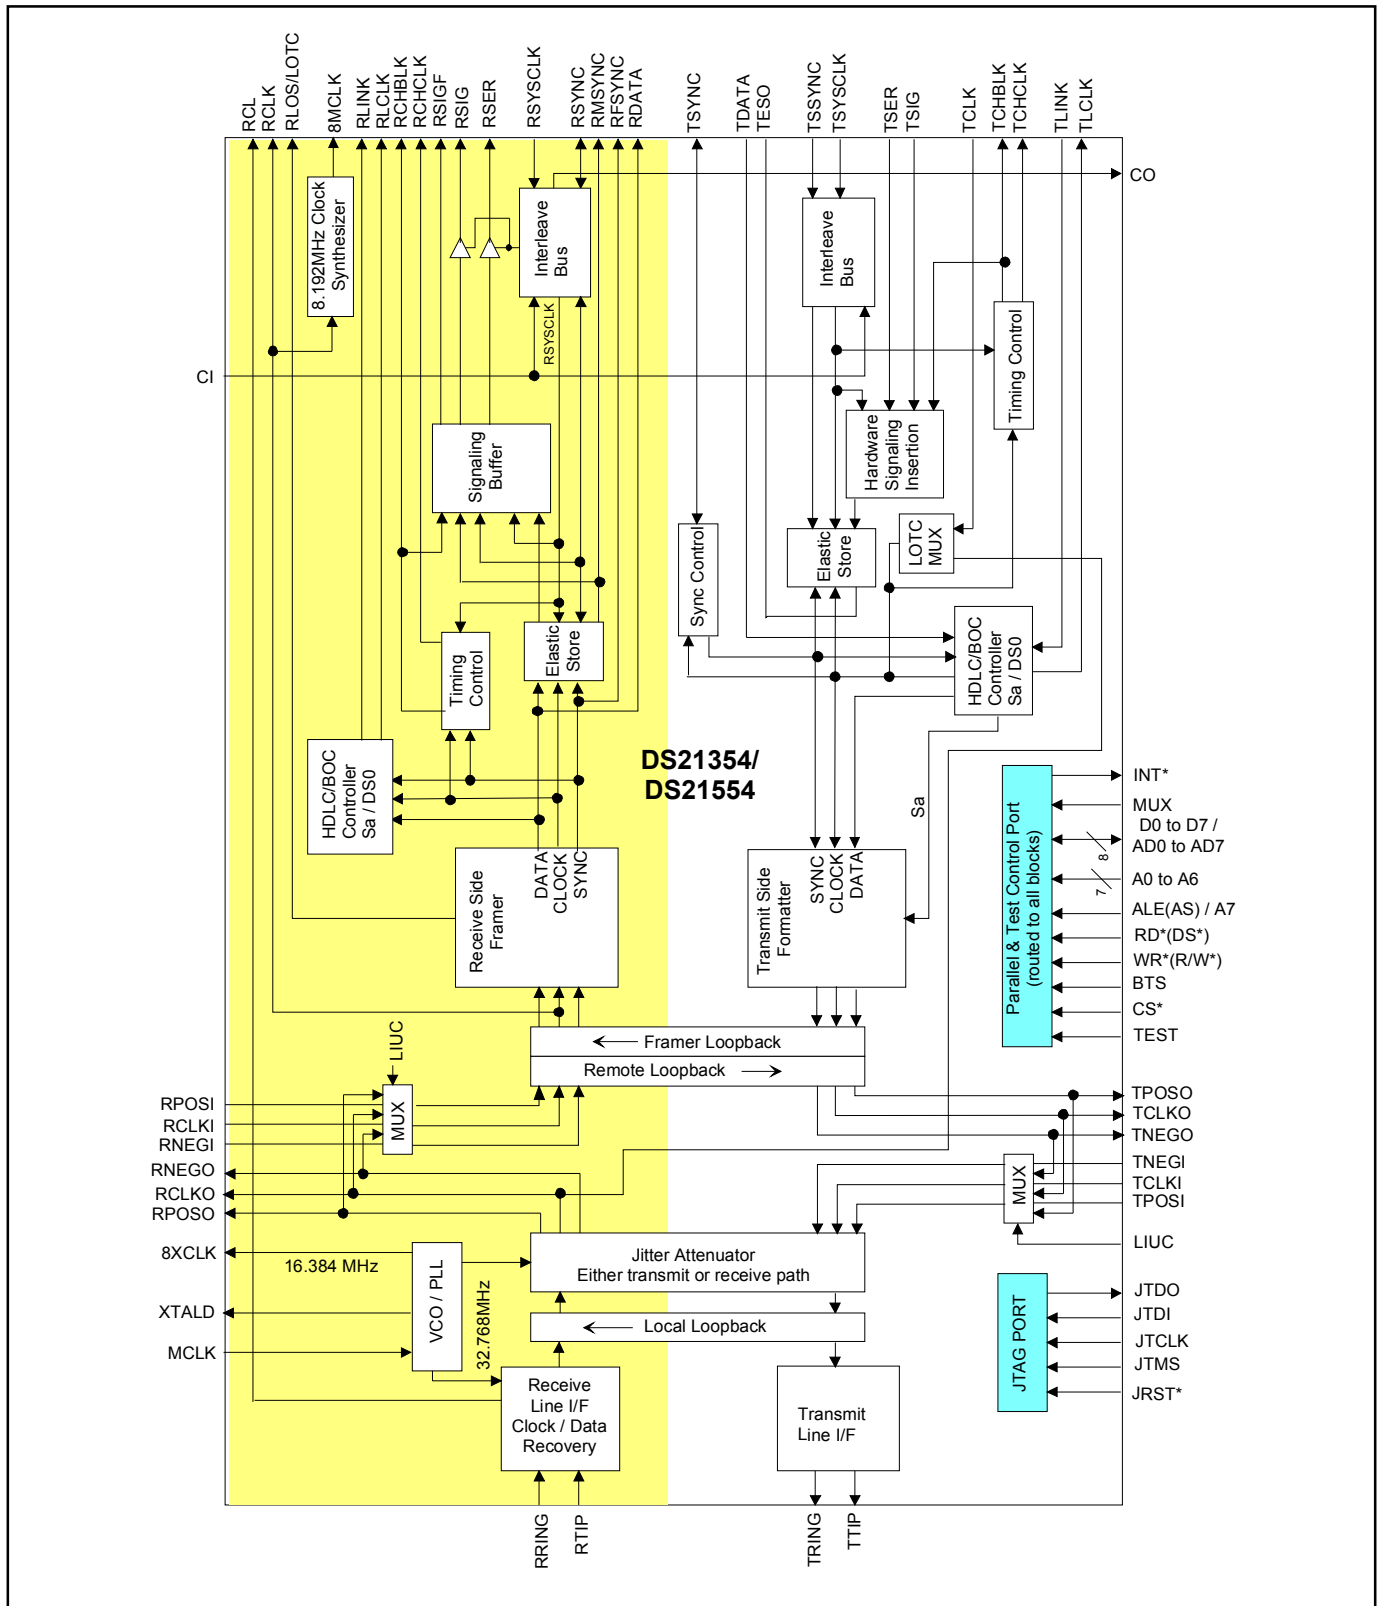 RCL
RCLK
RLOS/LOTC
8MCLK
RLINK
RLCLK
RCHBLK
RCHCLK
RSIGF
RSIG
RSER
RSYSCLK
RSYNC
RMSYNC
RFSYNC
RDATA
TSYNC
TDATA
TESO
TSSYNC
TSYSCLK
TSER
TSIG
TCLK
TCHBLK
TCHCLK
TLINK
TLCLK
CO
8.192MHz Clock
Synthesizer
Interleave
Bus
Interleave
Bus
RSYSCLK
Timing Control
CI
Signaling
Buffer
Hardware
Signaling
Insertion
Sync Control
Elastic
Store
LOTC
MUX
Timing
Control
Elastic
Store
HDLC/BOC
Controller
Sa / DS0
HDLC/BOC
Controller
Sa / DS0
DS21354/
DS21554
Sa
Receive Side
Framer
DATA
CLOCK
SYNC
Transmit Side
Formatter
SYNC
CLOCK
DATA
Parallel & Test Control Port
(routed to all blocks)
INT*
MUX
D0 to D7 /
AD0 to AD7
8
A0 to A6
7
ALE(AS) / A7
RD*(DS*)
WR*(R/W*)
BTS
CS*
TEST
Framer Loopback
Remote Loopback
LIUC
MUX
RPOSI
RCLKI
RNEGI
RNEGO
RCLKO
RPOSO
TPOSO
TCLKO
TNEGO
TNEGI
TCLKI
TPOSI
MUX
LIUC
8XCLK
16.384 MHz
XTALD
MCLK
VCO / PLL
32.768MHz
Jitter Attenuator
Either transmit or receive path
Local Loopback
Receive
Line I/F
Clock / Data
Recovery
Transmit
Line I/F
JTAG PORT
JTDO
JTDI
JTCLK
JTMS
JRST*
RRING
RTIP
TRING
TTIP